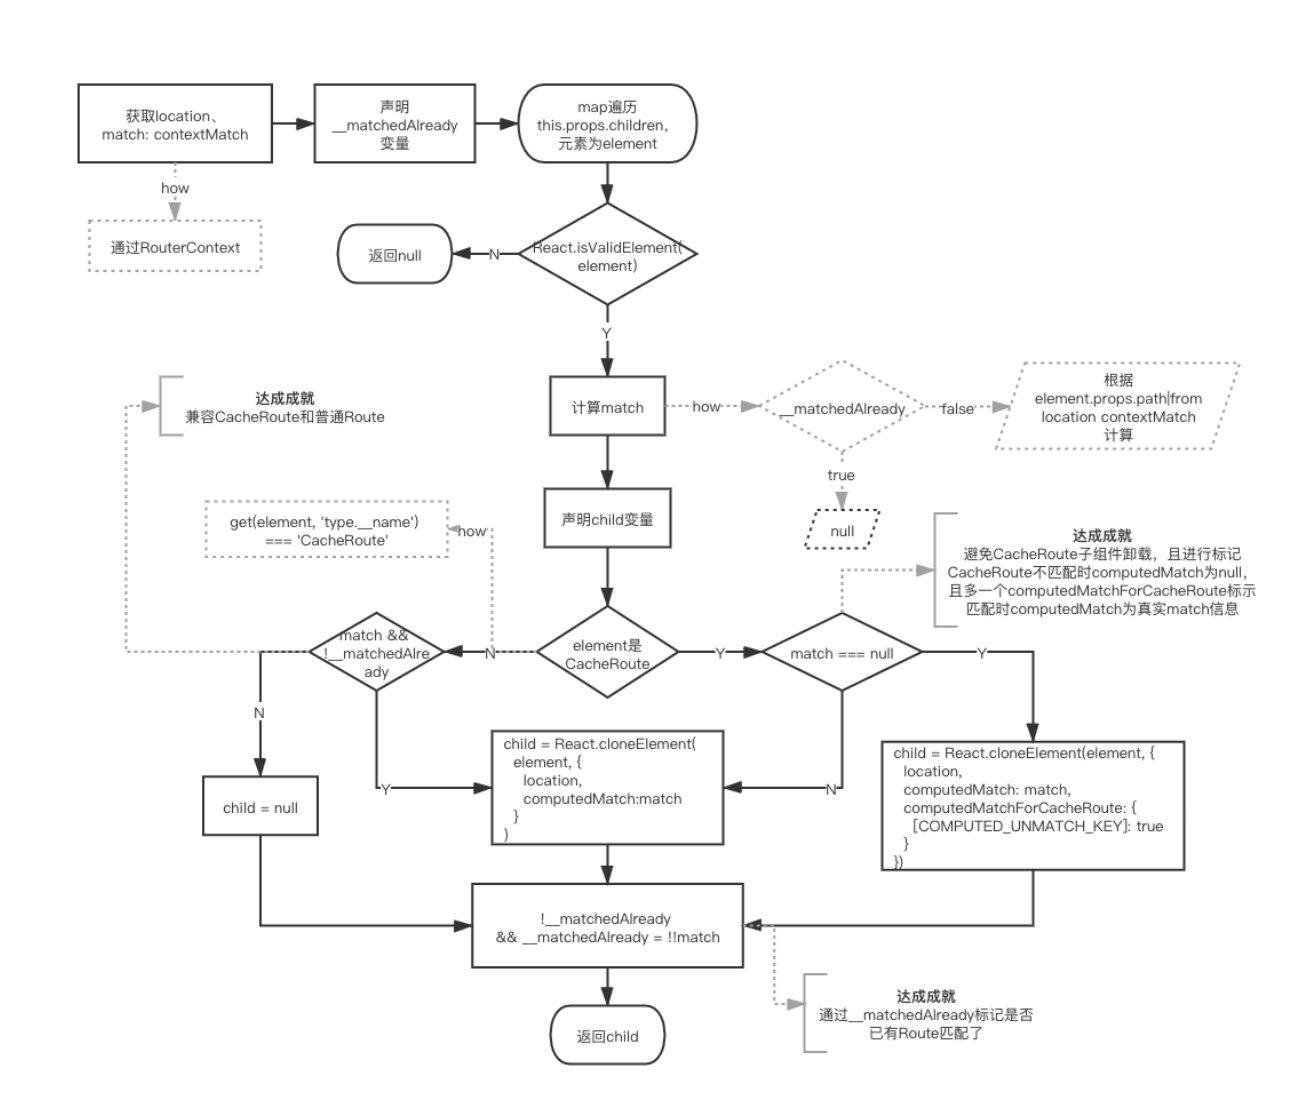 获取location、
match: contextMatch
声明
__matchedAlready
变量
map遍历
this.props.children,
元素为element
how
通过RouterContext
返回null
N
React.isValidElement(
element)
Y
达成成就
兼容CacheRoute和普通Route
计算match
how
__matchedAlready
false
根据
element.props.path|from
location contextMatch
计算
true
null
get(element, 'type.__name')
=== 'CacheRoute'
how
声明child变量
达成成就
避免CacheRoute子组件卸载，且进行标记
CacheRoute不匹配时computedMatch为null，
且多一个computedMatchForCacheRoute标示
匹配时computedMatch为真实match信息
match &&
!__matchedAlre
ady
N
element是
CacheRoute
Y
match === null
Y
N
child = null
Y
child = React.cloneElement(
element, {
location,
computedMatch:match
}
)
N
child = React.cloneElement(element, {
location,
computedMatch: match,
computedMatchForCacheRoute: {
[COMPUTED_UNMATCH_KEY]: true
}
})
!__matchedAlready
&& __matchedAlready = !!match
达成成就
通过__matchedAlready标记是否
已有Route匹配了
返回child